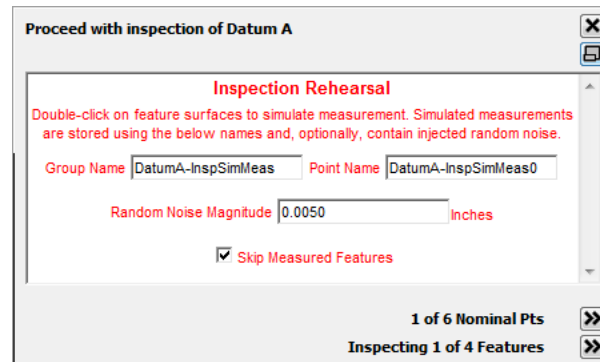 Proceed with inspection of Datum A
Inspection Rehearsal
Double-click on feature surfaces to simulate measurement. Simulated measurements
are stored using the below names and, optionally, contain injected random noise.
Group Name DatumA-InspSimMeas Point Name DatumA-InspSimMeas0
Random Noise Magnitude 0.0050 Inches
Skip Measured Features
1 of 6 Nominal Pts
Inspecting 1 of 4 Features